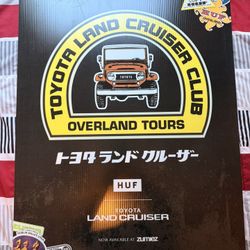 TOYOTA LAND CRUISER CLUB
TOYOTA
OVERLAND TOURS
トヨタ ランド クルーザー
HUF
TOYOTA
LAND CRUISER
NOW AVAILABLE AT zumiez